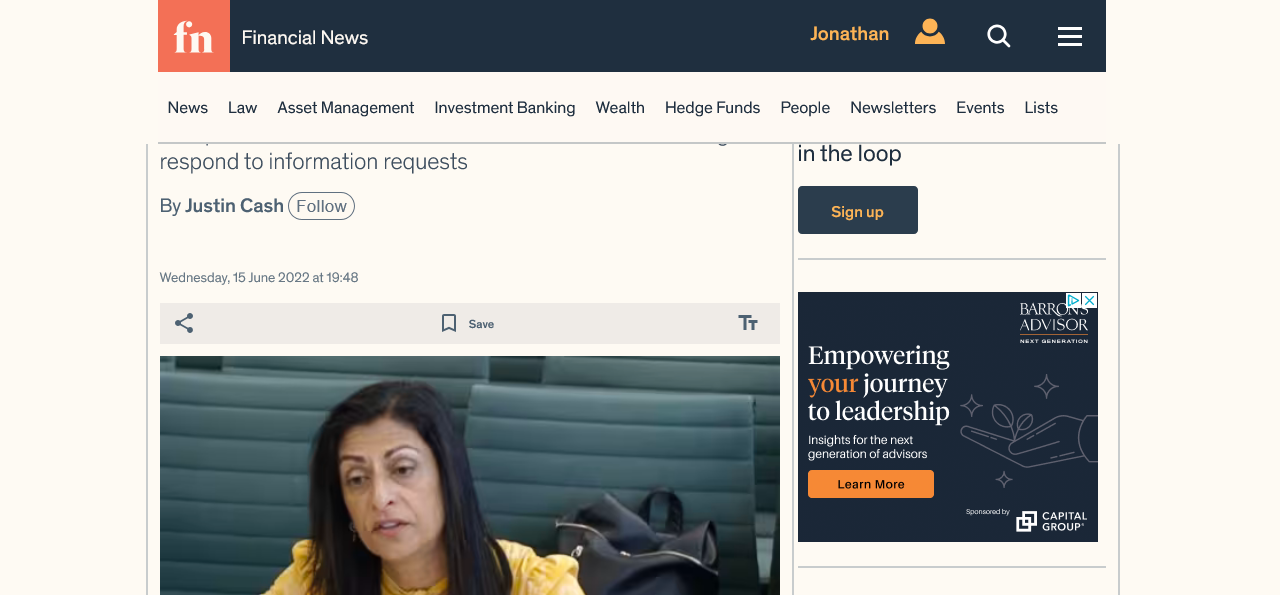 fn
Financial News
Jonathan
News Law Asset Management Investment Banking Wealth Hedge Funds People Newsletters Events Lists
respond to information requests
By Justin Cash Follow
Wednesday, 15 June 2022 at 19:48
Save
TT
in the loop
Sign up
BARRON'S
ADVISOR
NEXT GENERATION
Empowering
your journey
to leadership
Insights for the next
generation of advisors
Learn More
Sponsored by
CAPITAL
GROUP®